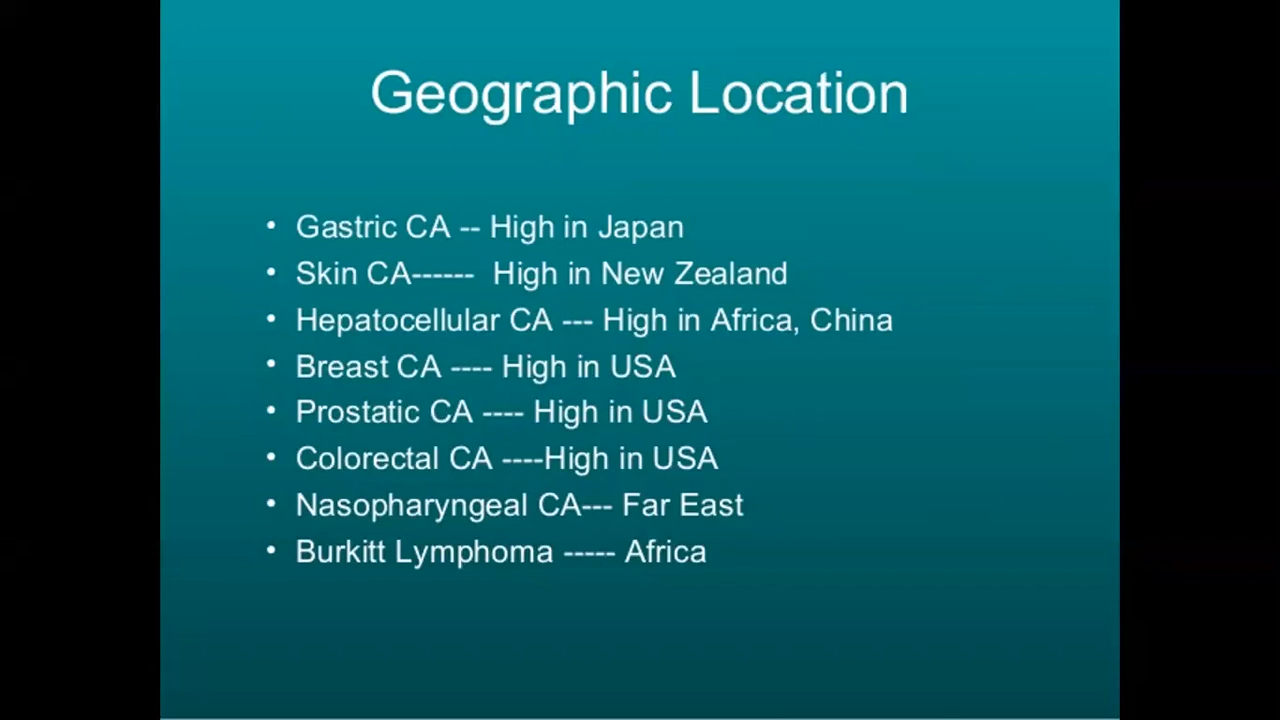 Geographic Location
• Gastric CA -- High in Japan
• Skin CA------ High in New Zealand
• Hepatocellular CA --- High in Africa, China
• Breast CA ---- High in USA
• Prostatic CA ---- High in USA
• Colorectal CA ----High in USA
• Nasopharyngeal CA--- Far East
• Burkitt Lymphoma ----- Africa